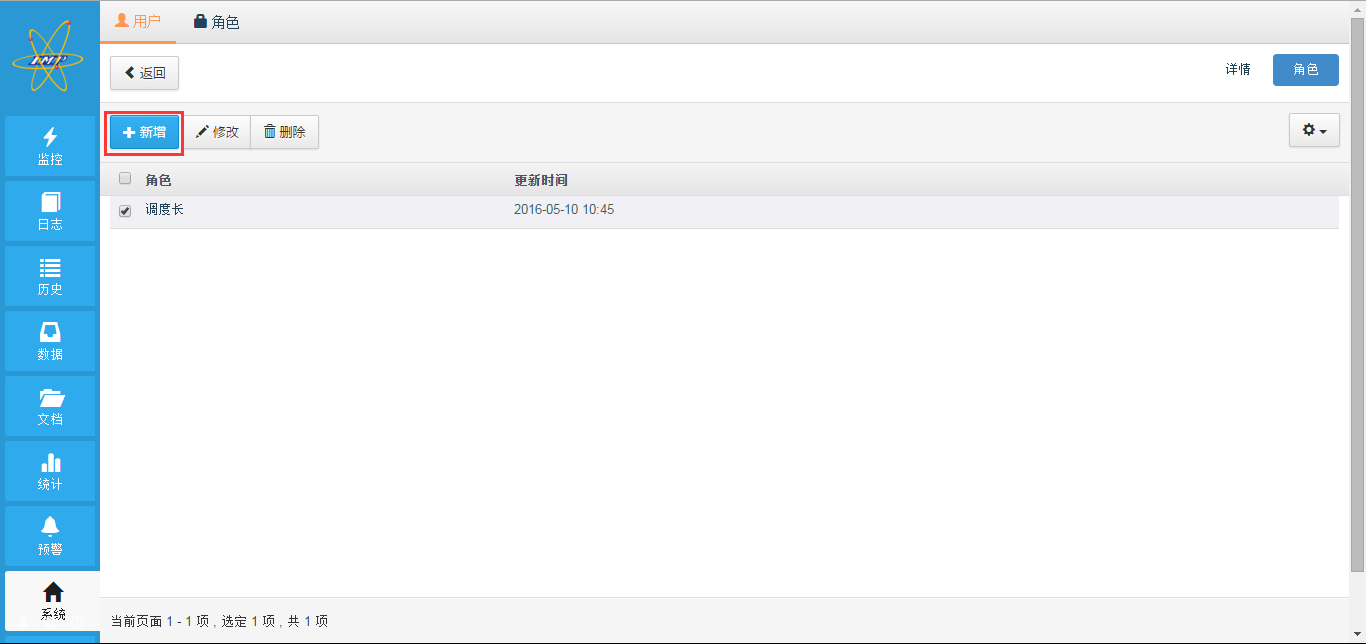 用户 角色
IMP
返回 详情 角色
新增 修改 删除
角色 更新时间
调度长 2016-05-10 10:45
监控
日志
历史
数据
文档
统计
预警
系统
当前页面 1 - 1 项 , 选定 1 项 , 共 1 项